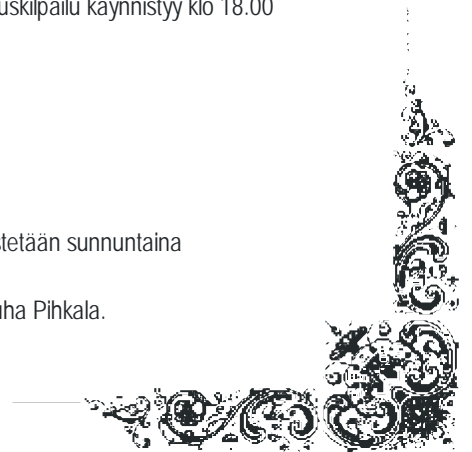 uskilpailu käynnistyy klo 18.00
stetään sunnuntaina
uha Pihkala.